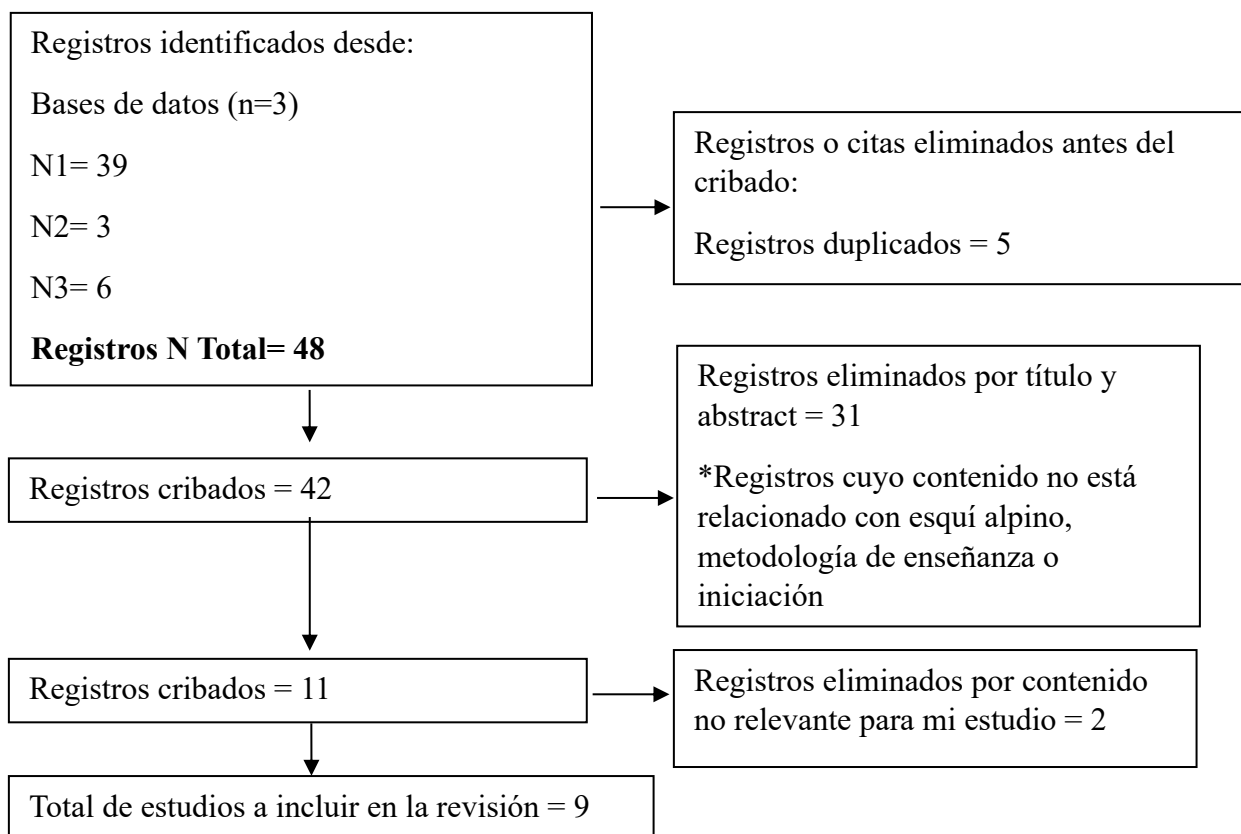 Registros identificados desde:
Bases de datos (n=3)
N1= 39
N2= 3
N3= 6
Registros N Total= 48
Registros o citas eliminados antes del
cribado:
Registros duplicados = 5
Registros cribados = 42
Registros eliminados por título y
abstract = 31
*Registros cuyo contenido no está
relacionado con esquí alpino,
metodología de enseñanza o
iniciación
Registros cribados = 11
Registros eliminados por contenido
no relevante para mi estudio = 2
Total de estudios a incluir en la revisión = 9